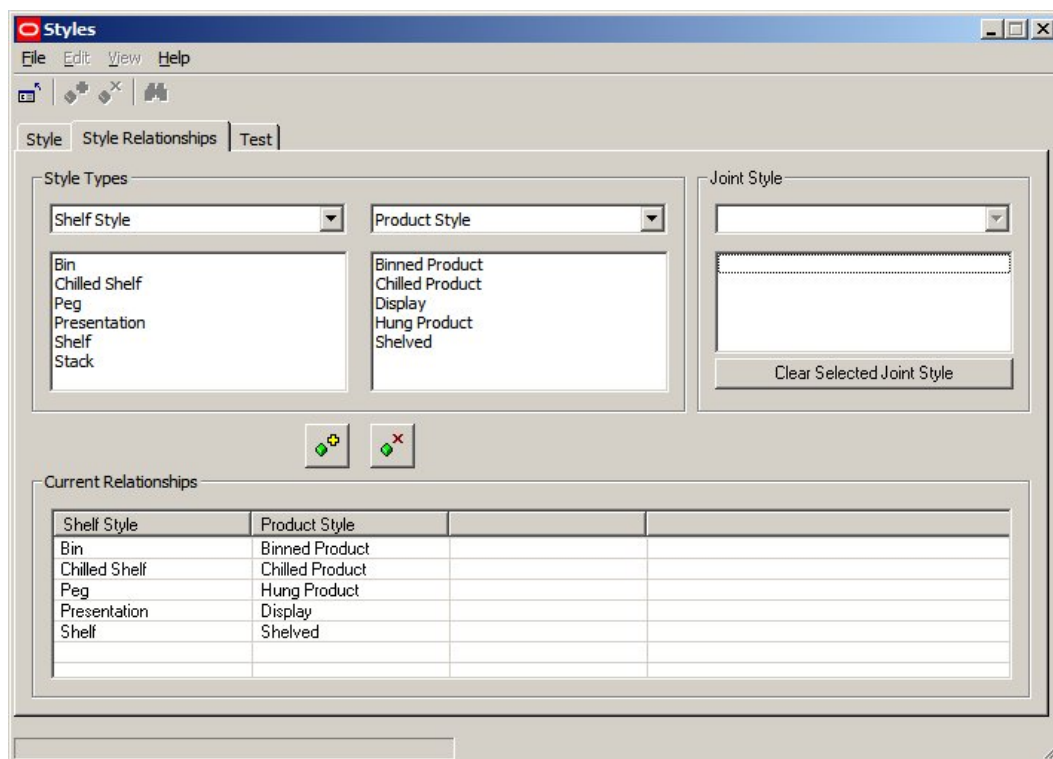 Styles
File Edit View Help
Style Style Relationships Test
Style Types
Joint Style
Shelf Style
Product Style
Bin
Chilled Shelf
Peg
Presentation
Shelf
Stack
Binned Product
Chilled Product
Display
Hung Product
Shelved
Clear Selected Joint Style
Current Relationships
Shelf Style Product Style
Bin Binned Product
Chilled Shelf Chilled Product
Peg Hung Product
Presentation Display
Shelf Shelved